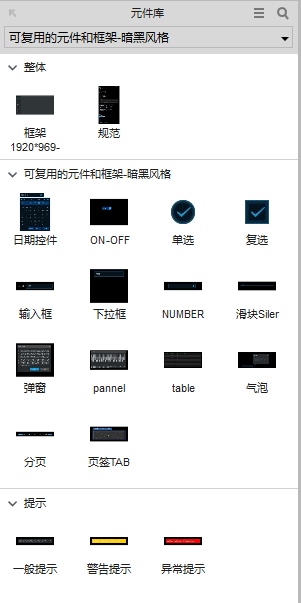 元件库
可复用的元件和框架-暗黑风格
整体
框架
1920*969-
规范
可复用的元件和框架-暗黑风格
日期控件
ON-OFF
单选
复选
输入框
下拉框
NUMBER
滑块Siler
弹窗
pannel
table
气泡
分页
页签TAB
提示
一般提示
警告提示
异常提示